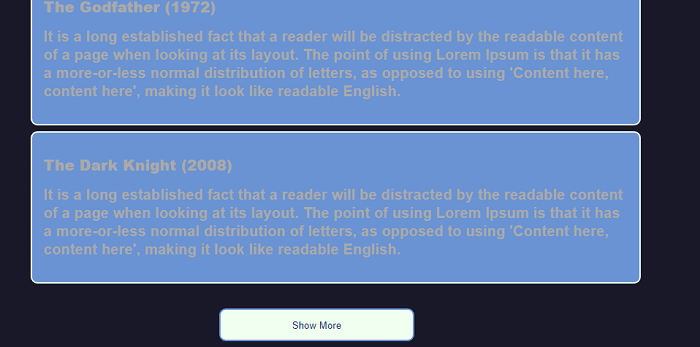 The Godfather (1972)
It is a long established fact that a reader will be distracted by the readable content
of a page when looking at its layout. The point of using Lorem Ipsum is that it has
a more-or-less normal distribution of letters, as opposed to using 'Content here,
content here', making it look like readable English.
The Dark Knight (2008)
It is a long established fact that a reader will be distracted by the readable content
of a page when looking at its layout. The point of using Lorem Ipsum is that it has
a more-or-less normal distribution of letters, as opposed to using 'Content here,
content here', making it look like readable English.
Show More